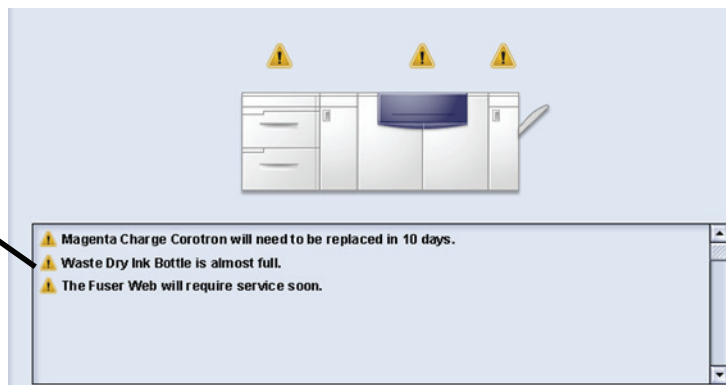 Magenta Charge Corotron will need to be replaced in 10 days.
Waste Dry Ink Bottle is almost full.
The Fuser Web will require service soon.